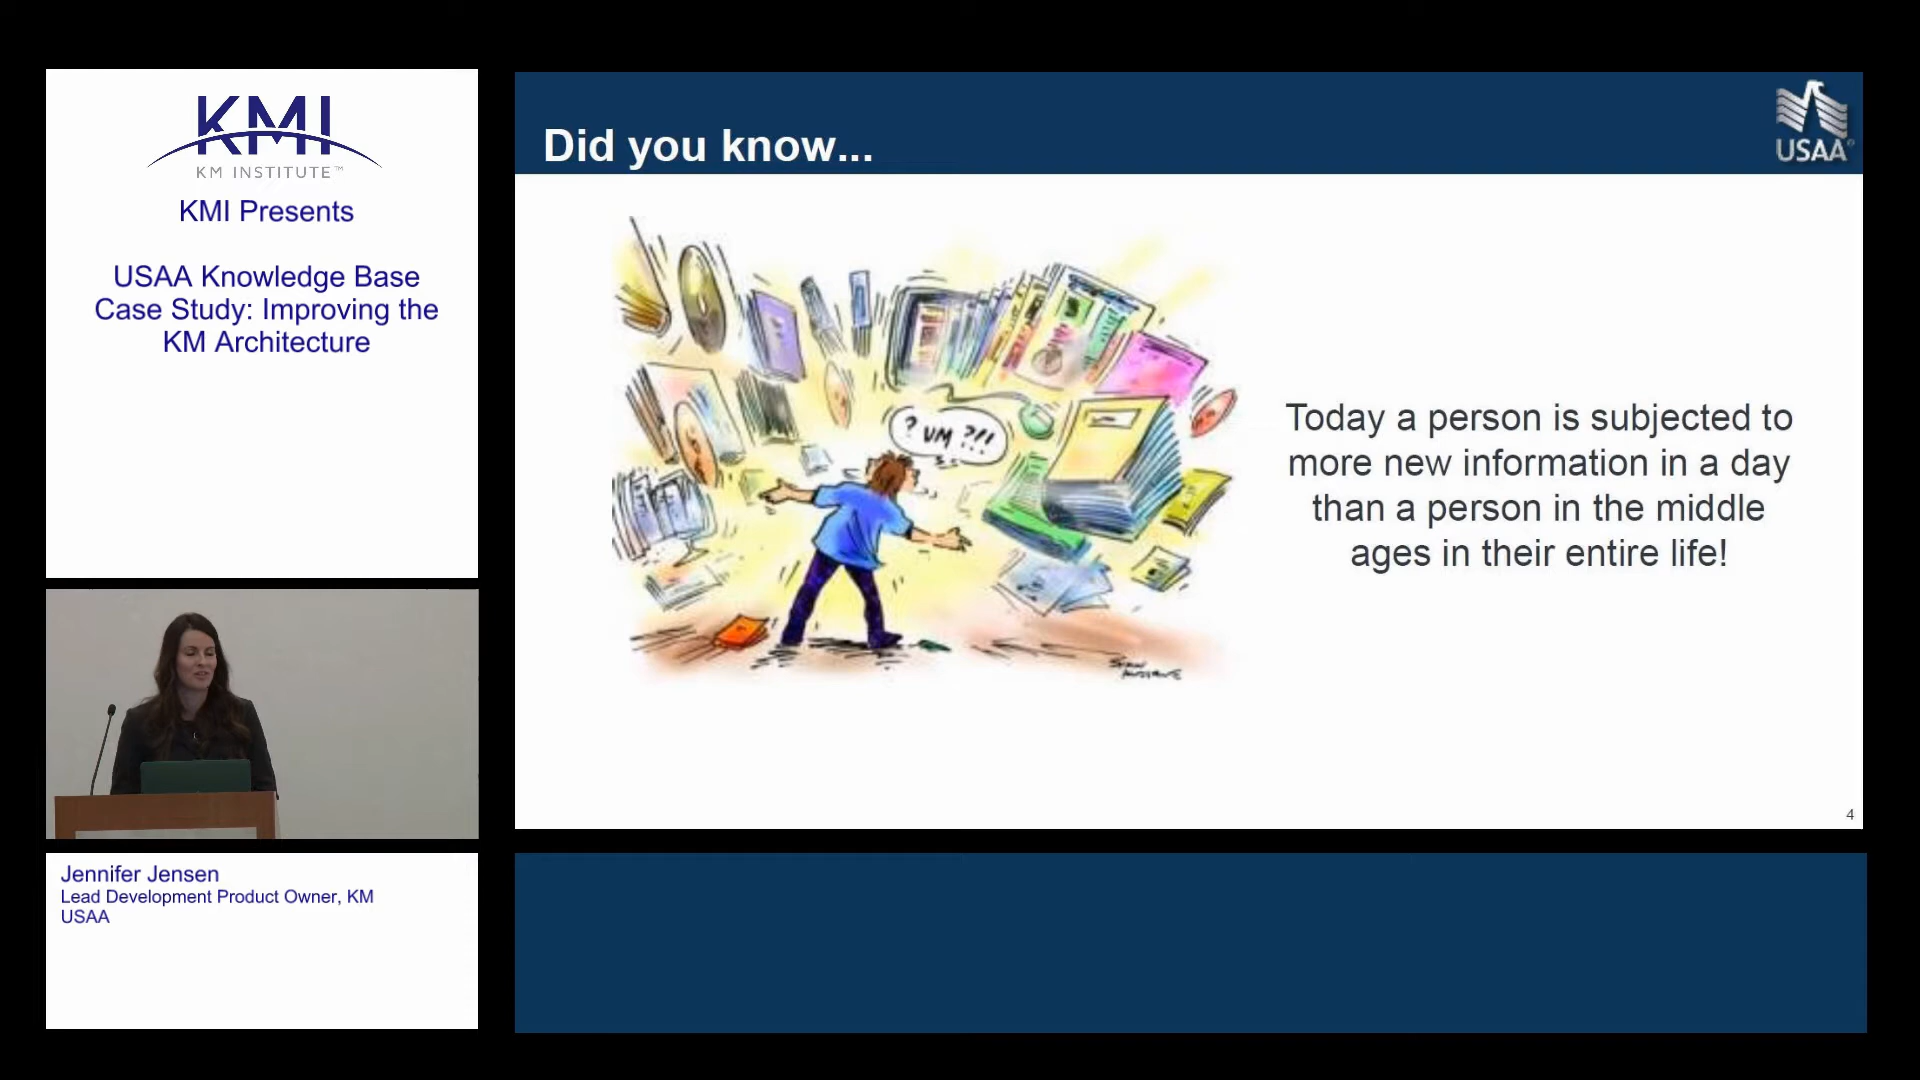 KMI
KM INSTITUTE™
KMI Presents
USAA Knowledge Base
Case Study: Improving the
KM Architecture
Did you know...
USAA®
? UM ?!!
Today a person is subjected to
more new information in a day
than a person in the middle
ages in their entire life!
4
Jennifer Jensen
Lead Development Product Owner, KM
USAA